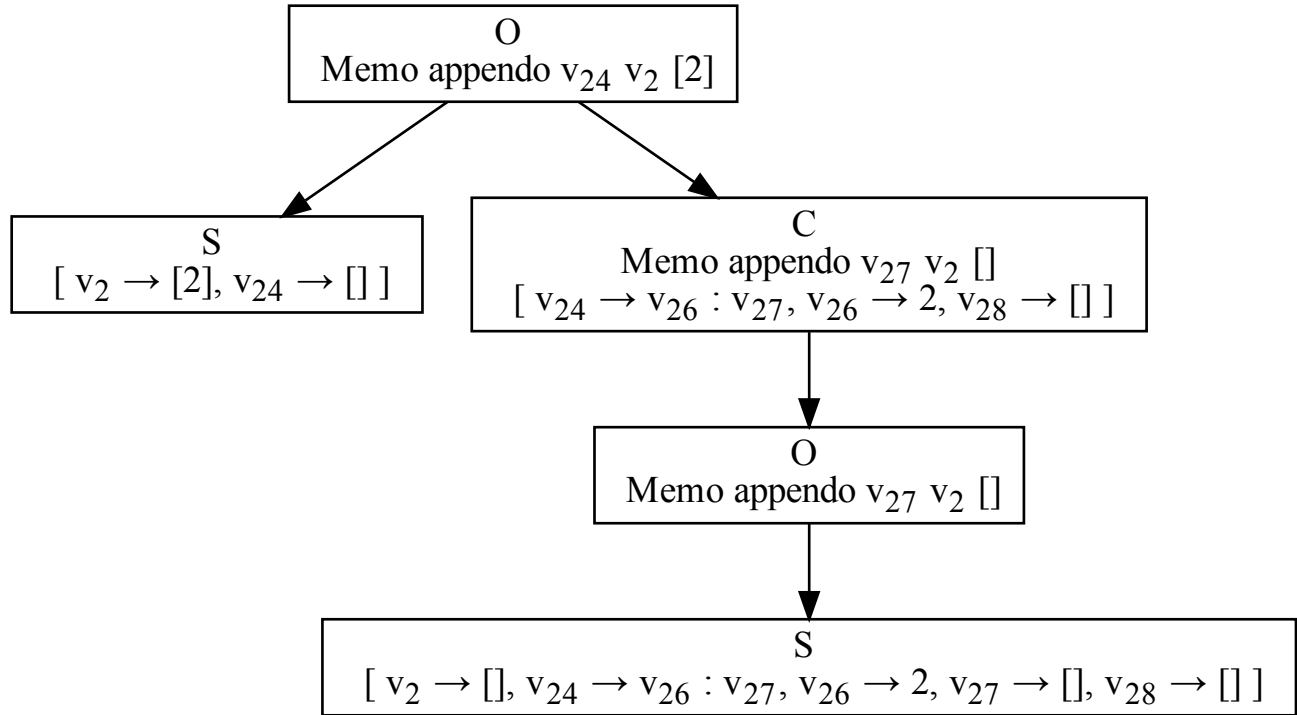 O
Memo appendo v₂₄ v₂ [2]
S
[ v₂ → [2], v₂₄ → [] ]
C
Memo appendo v₂₇ v₂ []
[ v₂₄ → v₂₆ : v₂₇, v₂₆ → 2, v₂₈ → [] ]
O
Memo appendo v₂₇ v₂ []
S
[ v₂ → [], v₂₄ → v₂₆ : v₂₇, v₂₆ → 2, v₂₇ → [], v₂₈ → [] ]